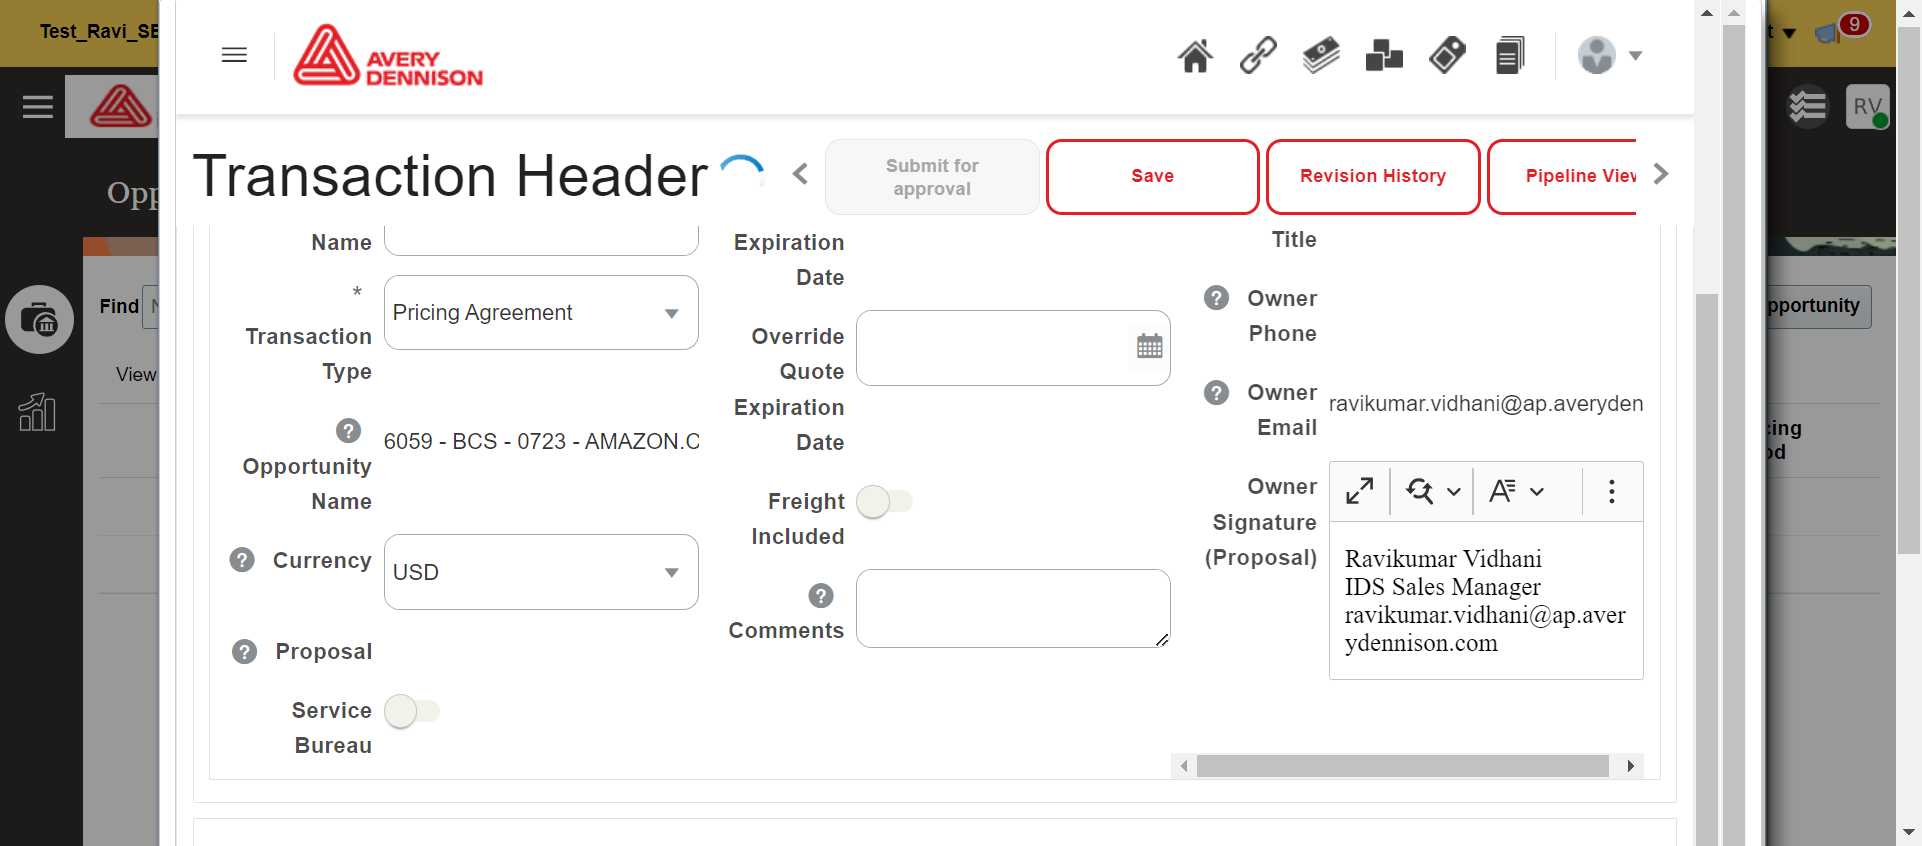 Test_Ravi_SE
t
9
AVERY
DENNISON
RV
Opp
Transaction Header
Submit for
approval
Save
Revision History
Pipeline View
Find
Name
Expiration
Date
Title
*
Transaction
Type
Pricing Agreement
Override
Quote
Expiration
Date
Owner
Phone
pportunity
View
? Opportunity
Name
6059 - BCS - 0723 - AMAZON.C
? Owner
Email
ravikumar.vidhani@ap.averyden
cing
od
Freight
Included
Owner
Signature
(Proposal)
? Currency
USD
? Comments
Ravikumar Vidhani
IDS Sales Manager
ravikumar.vidhani@ap.aver
ydennison.com
? Proposal
Service
Bureau